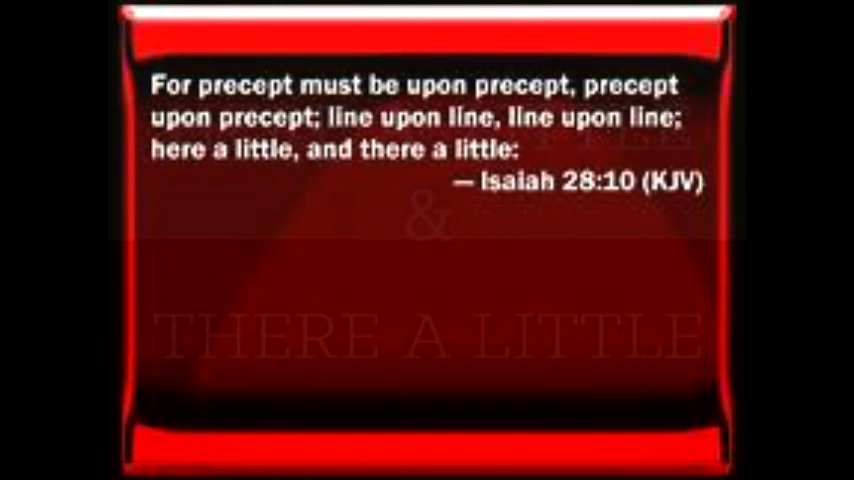 For precept must be upon precept, precept
upon precept; line upon line, line upon line;
here a little, and there a little:
— Isaiah 28:10 (KJV)
&
THERE A LITTLE